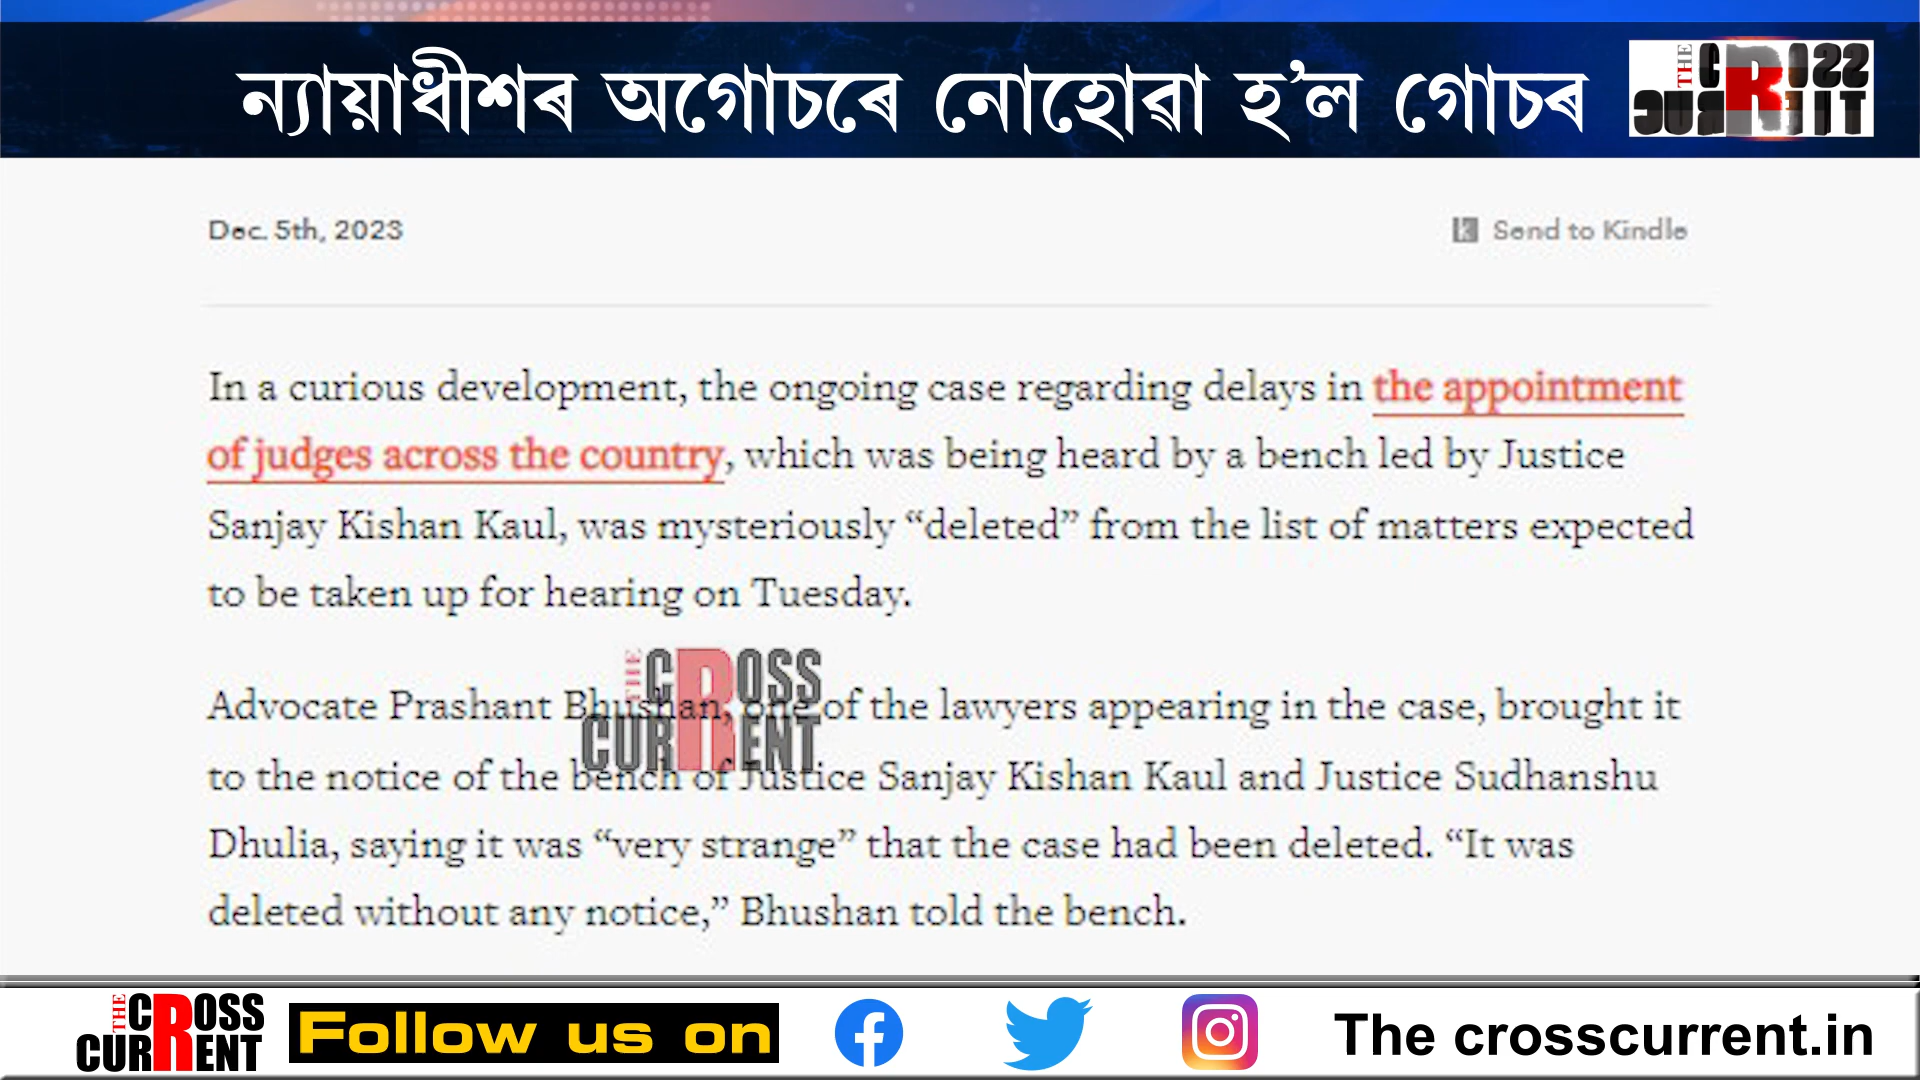 ন্যায়াধীশৰ অগোচৰে নোহোৱা হ'ল গোচৰ
THE CROSS
CURRENT
Dec. 5th, 2023
Send to Kindle
In a curious development, the ongoing case regarding delays in the appointment
of judges across the country, which was being heard by a bench led by Justice
Sanjay Kishan Kaul, was mysteriously “deleted” from the list of matters expected
to be taken up for hearing on Tuesday.
THE CROSS
CURRENT
Advocate Prashant Bhushan, one of the lawyers appearing in the case, brought it
to the notice of the bench of Justice Sanjay Kishan Kaul and Justice Sudhanshu
Dhulia, saying it was “very strange” that the case had been deleted. “It was
deleted without any notice,” Bhushan told the bench.
THE CROSS
CURRENT
Follow us on
The crosscurrent.in